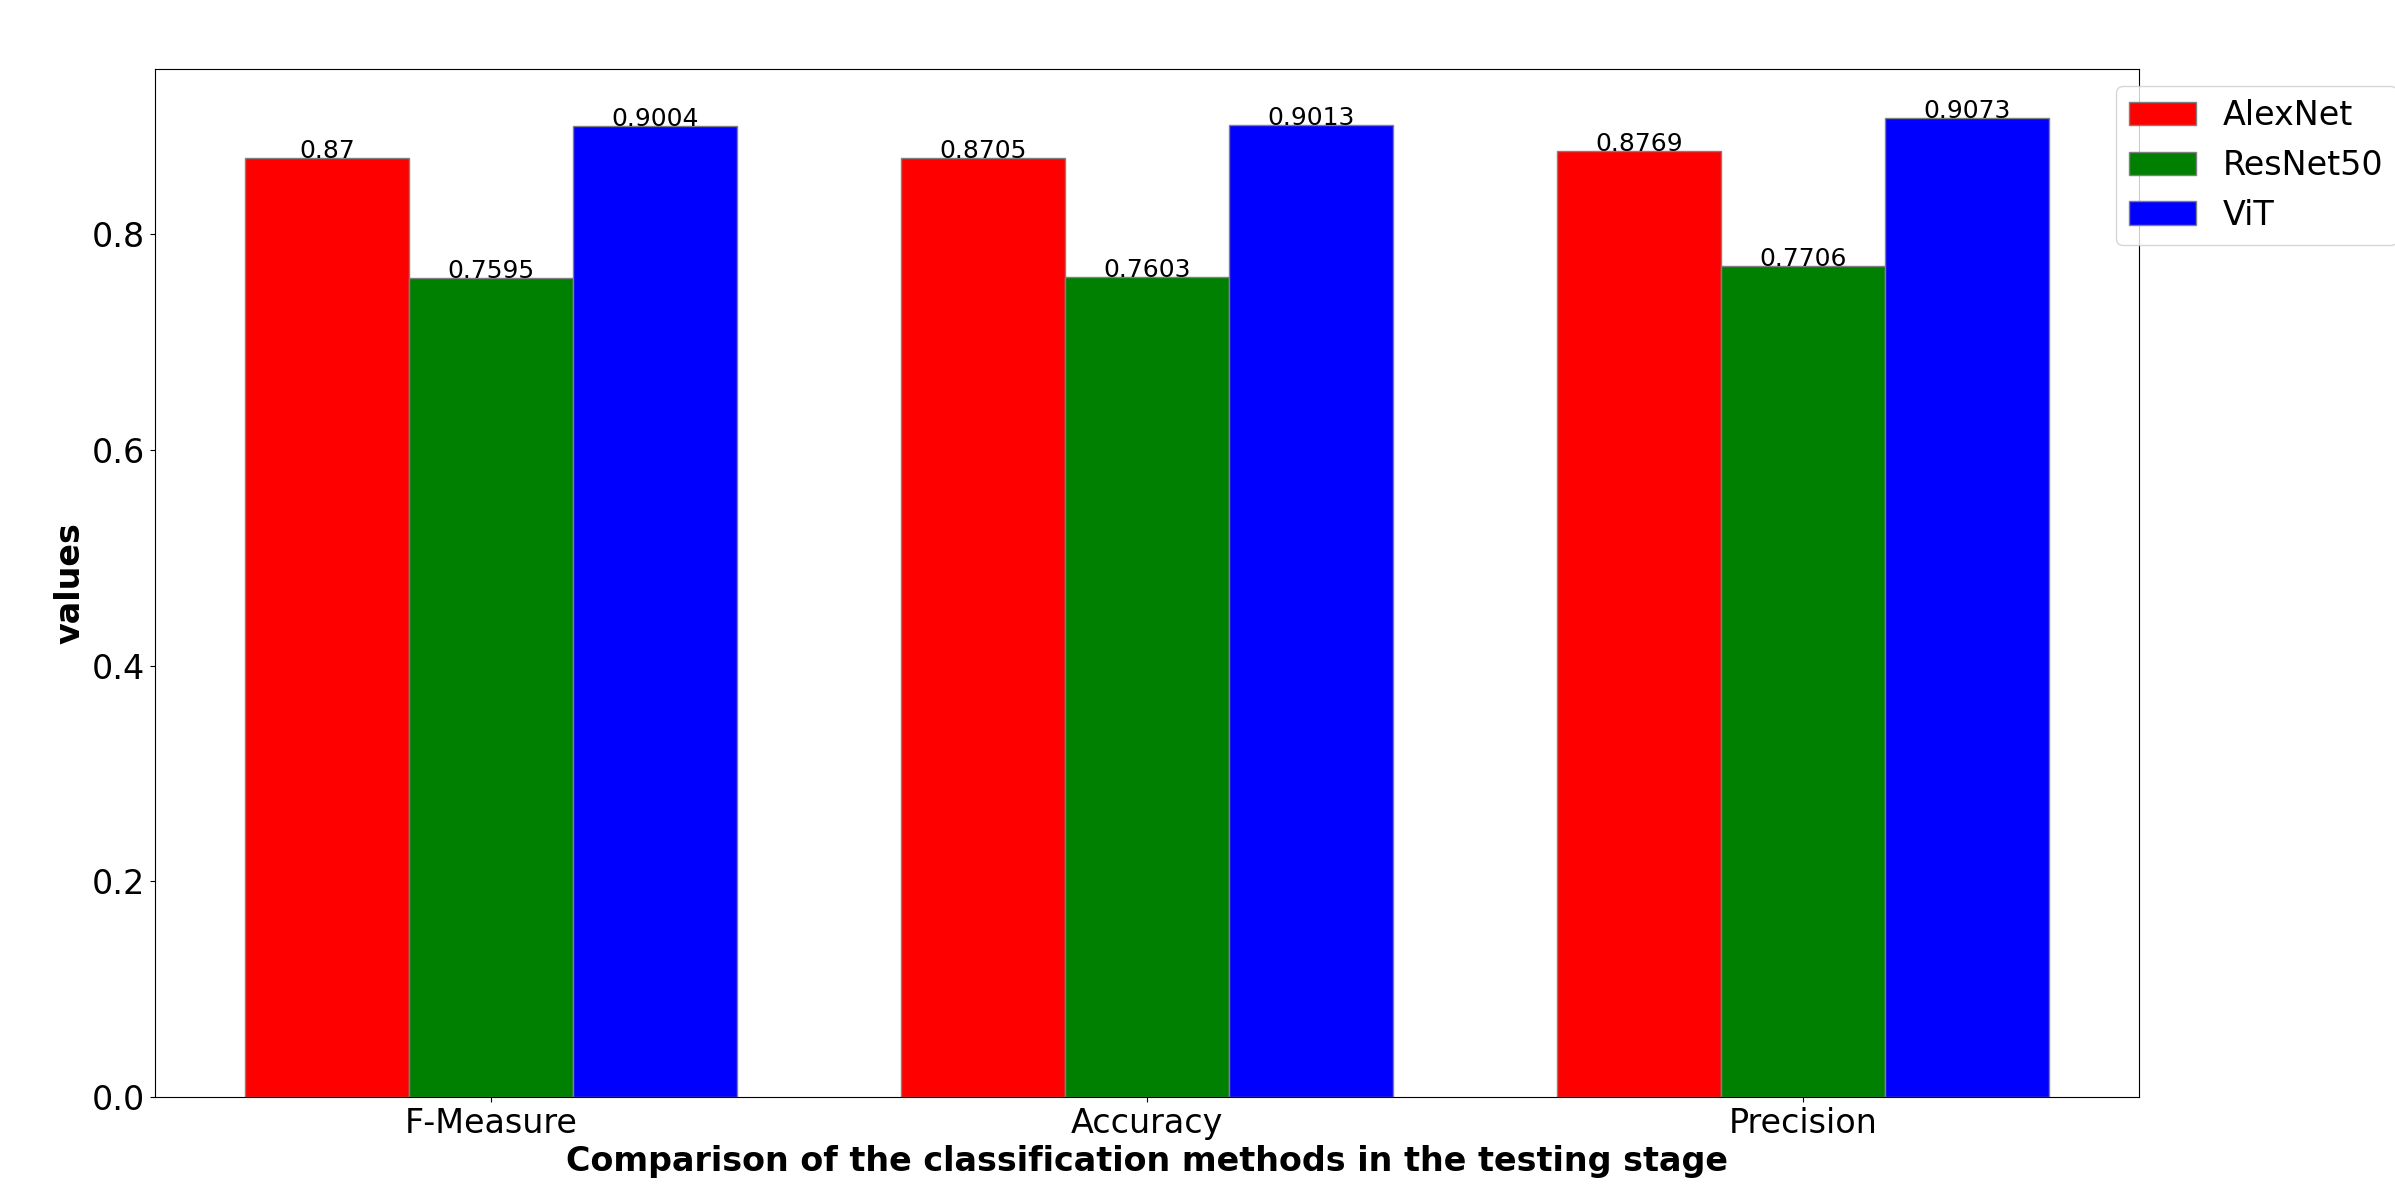 0.87
0.7595
0.9004
0.8705
0.7603
0.9013
0.8769
0.7706
0.9073
AlexNet
ResNet50
ViT
0.8
0.6
0.4
0.2
0.0
values
F-Measure
Accuracy
Precision
Comparison of the classification methods in the testing stage